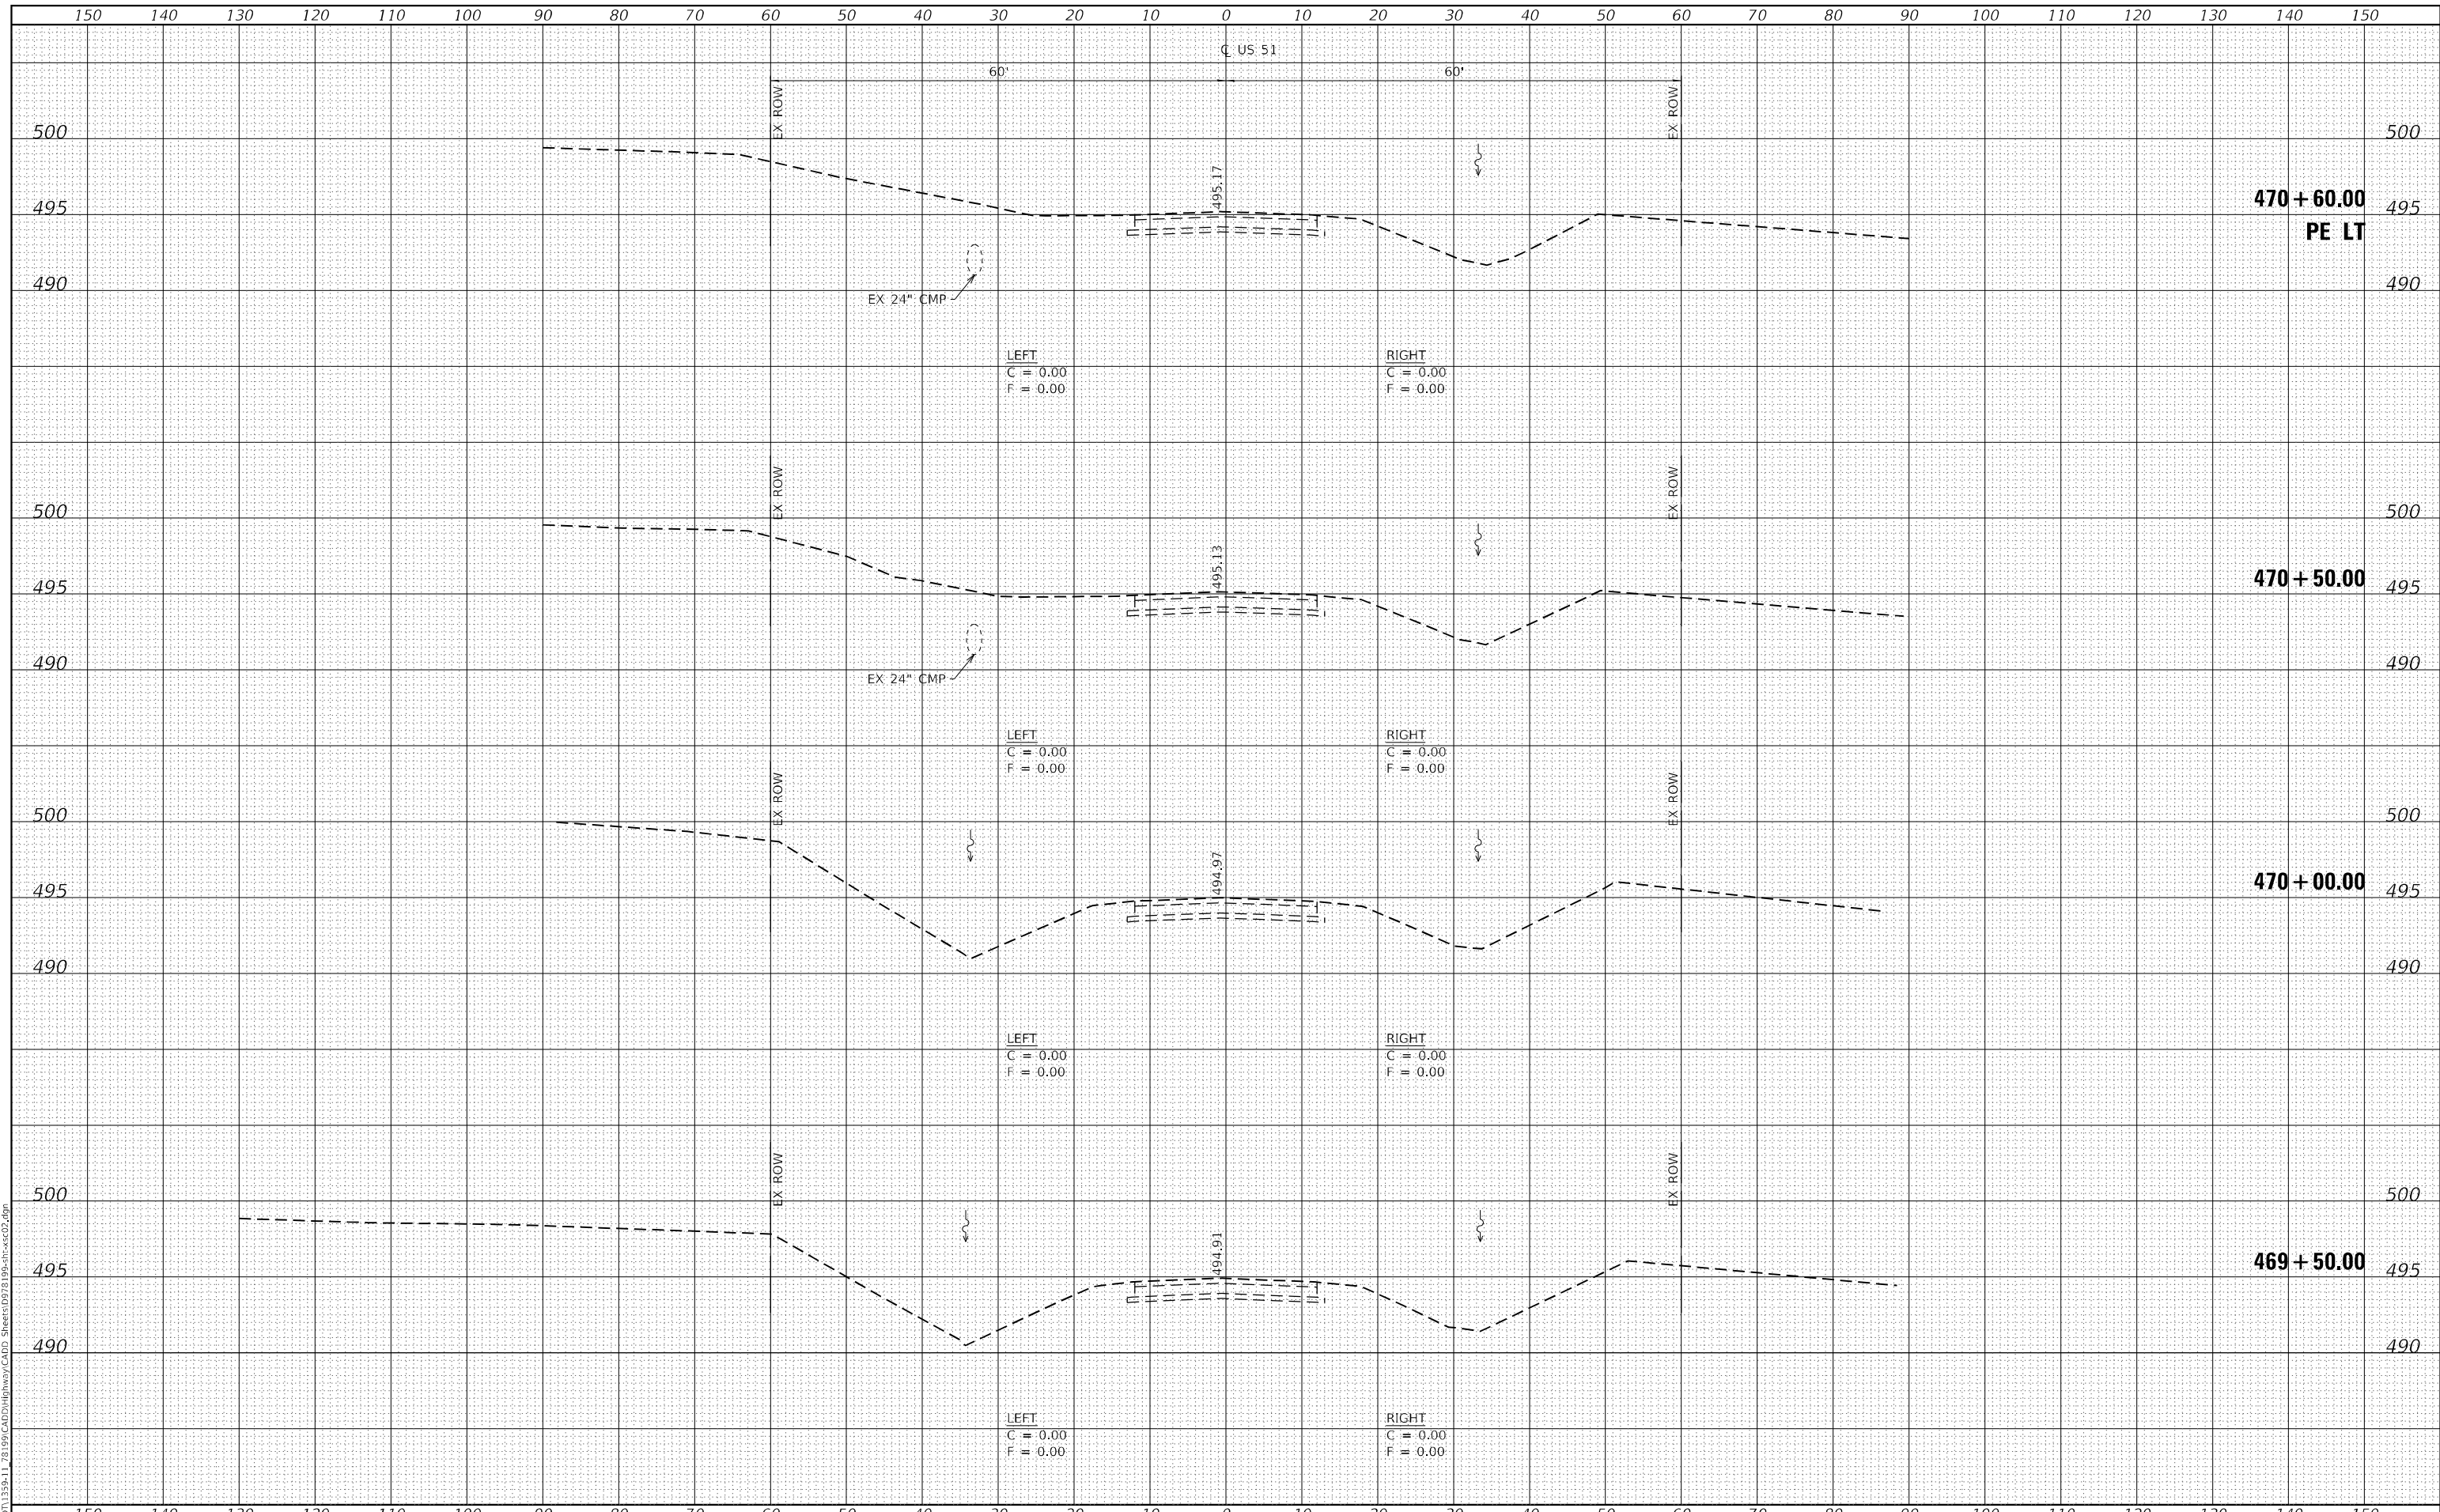 150 140 130 120 110 100 90 80 70 60 50 40 30 20 10 0 10 20 30 40 50 60 70 80 90 100 110 120 130 140 150
℄ US 51
60' 60'
EX ROW EX ROW
500 500
495.17
470+60.00
495 495
PE LT
490 490
EX 24" CMP
LEFT RIGHT
C = 0.00 C = 0.00
F = 0.00 F = 0.00
EX ROW EX ROW
500 500
495.13
470+50.00
495 495
490 490
EX 24" CMP
LEFT RIGHT
C = 0.00 C = 0.00
F = 0.00 F = 0.00
EX ROW EX ROW
500 500
494.97
470+00.00
495 495
490 490
LEFT RIGHT
C = 0.00 C = 0.00
F = 0.00 F = 0.00
EX ROW EX ROW
500 500
494.91
469+50.00
495 495
490 490
LEFT RIGHT
C = 0.00 C = 0.00
F = 0.00 F = 0.00
150 140 130 120 110 100 90 80 70 60 50 40 30 20 10 0 10 20 30 40 50 60 70 80 90 100 110 120 130 140 150